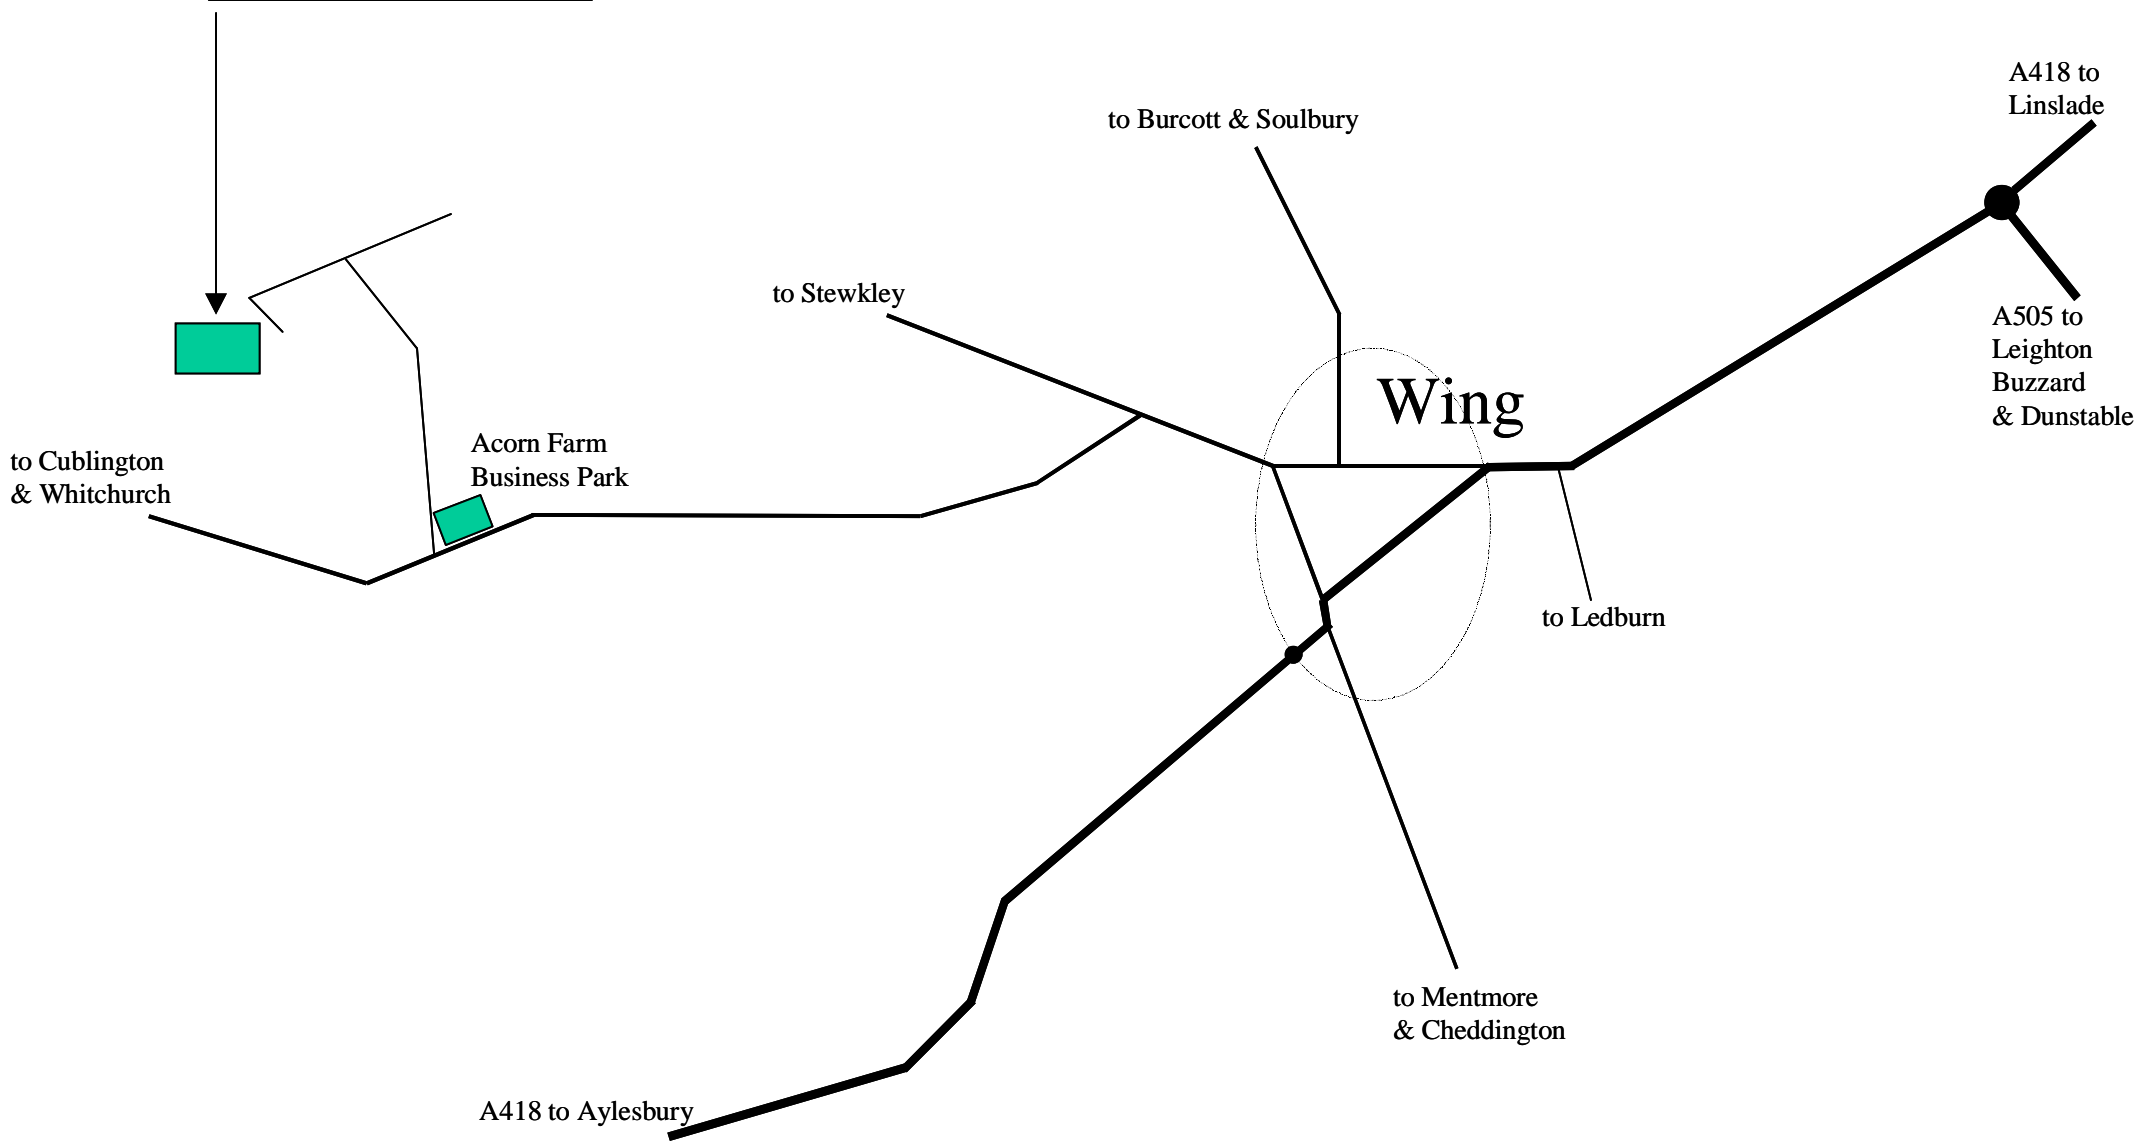 A418 to
Linslade
to Burcott & Soulbury
to Stewkley
A505 to
Leighton
Buzzard
& Dunstable
Wing
Acorn Farm
Business Park
to Cublington
& Whitchurch
to Ledburn
to Mentmore
& Cheddington
A418 to Aylesbury